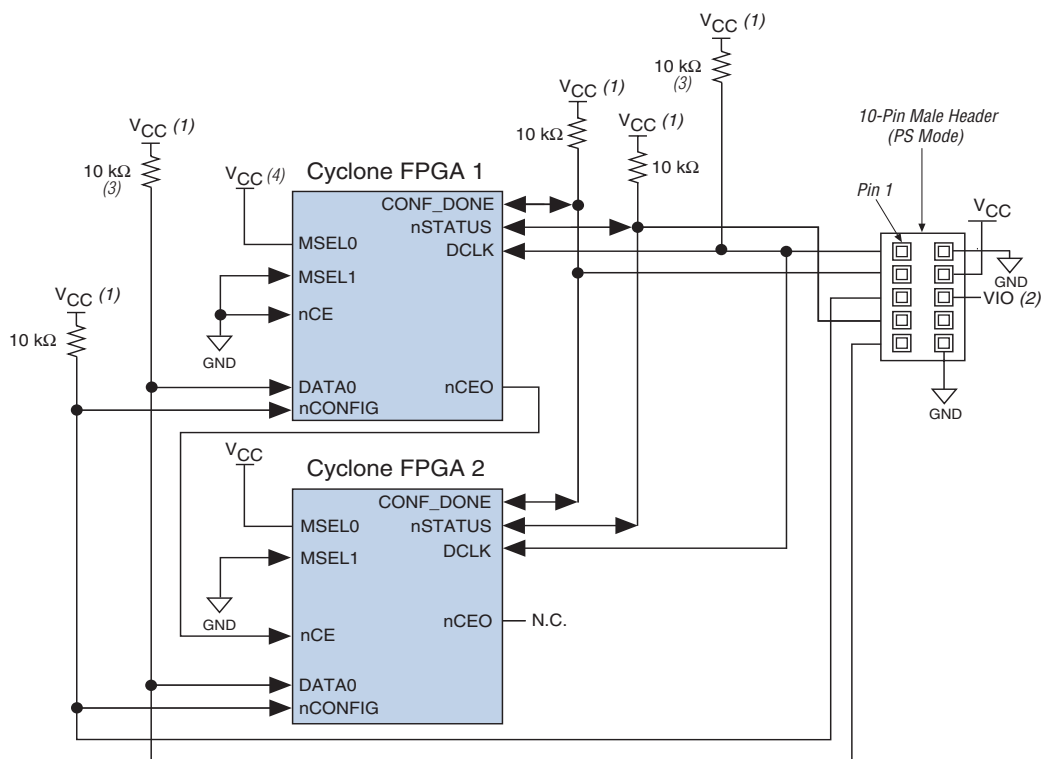 VCC (1)
10 kΩ
(3)
VCC (1)
10 kΩ
VCC (1)
10 kΩ
VCC (1)
10 kΩ
(3)
VCC (1)
10 kΩ
10-Pin Male Header
(PS Mode)
Pin 1
VCC
GND
VIO (2)
GND
Cyclone FPGA 1
VCC (4)
MSEL0
MSEL1
nCE
GND
DATA0
nCONFIG
CONF_DONE
nSTATUS
DCLK
nCEO
Cyclone FPGA 2
VCC
MSEL0
MSEL1
GND
nCE
DATA0
nCONFIG
CONF_DONE
nSTATUS
DCLK
nCEO
N.C.